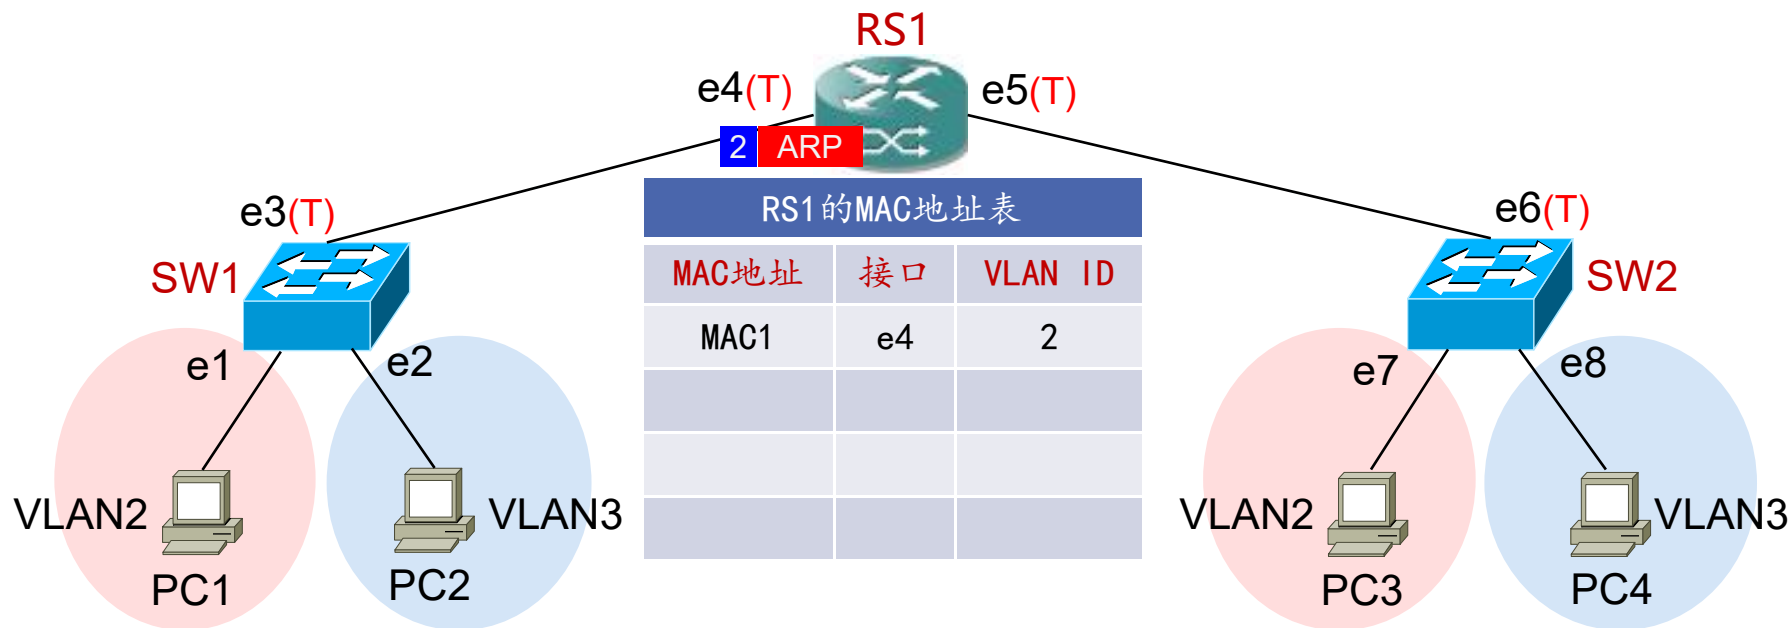 RS1
e4(T)
e5(T)
2 ARP
e3(T)
e6(T)
SW1
SW2
RS1的MAC地址表
MAC地址 接口 VLAN ID
MAC1 e4 2
e1
e2
e7
e8
VLAN2
VLAN3
VLAN2
VLAN3
PC1
PC2
PC3
PC4